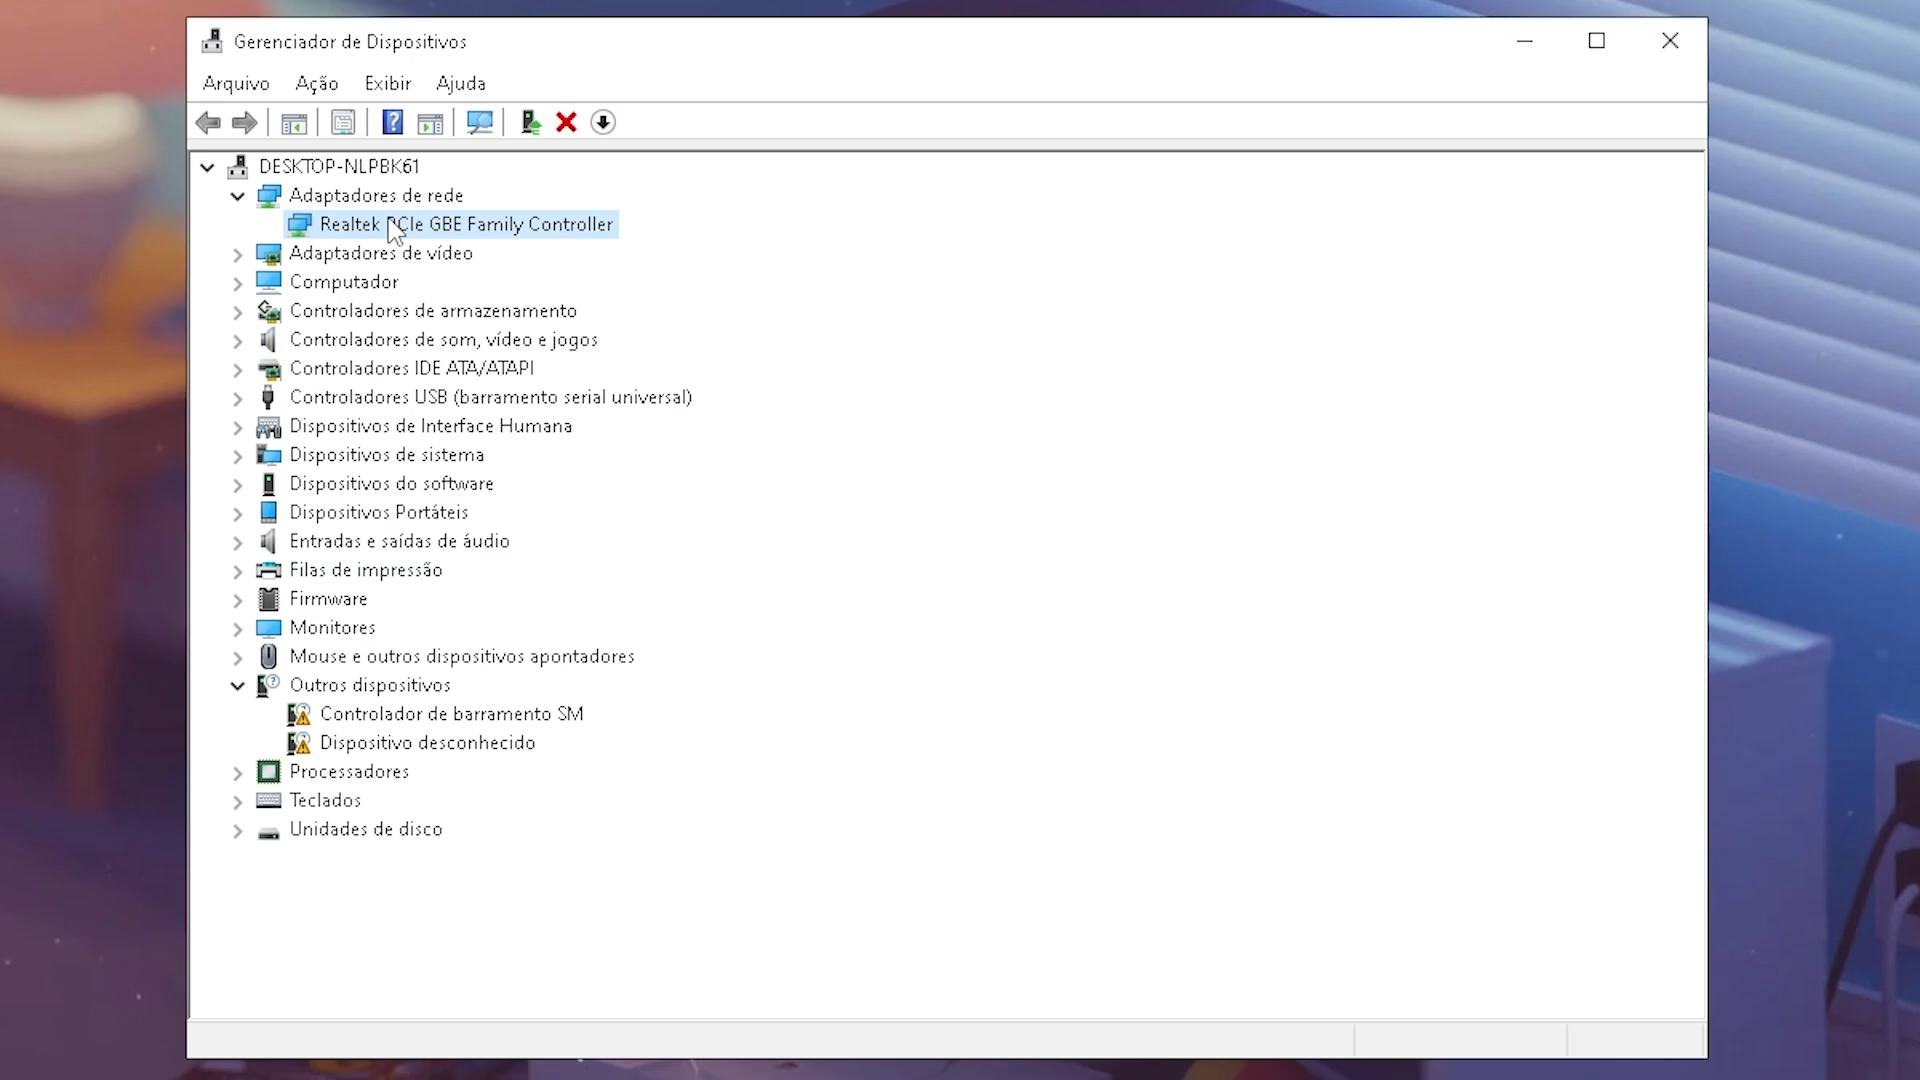 Gerenciador de Dispositivos
Arquivo Ação Exibir Ajuda
DESKTOP-NLPBK61
Adaptadores de rede
Realtek PCIe GBE Family Controller
Adaptadores de vídeo
Computador
Controladores de armazenamento
Controladores de som, vídeo e jogos
Controladores IDE ATA/ATAPI
Controladores USB (barramento serial universal)
Dispositivos de Interface Humana
Dispositivos de sistema
Dispositivos do software
Dispositivos Portáteis
Entradas e saídas de áudio
Filas de impressão
Firmware
Monitores
Mouse e outros dispositivos apontadores
Outros dispositivos
Controlador de barramento SM
Dispositivo desconhecido
Processadores
Teclados
Unidades de disco